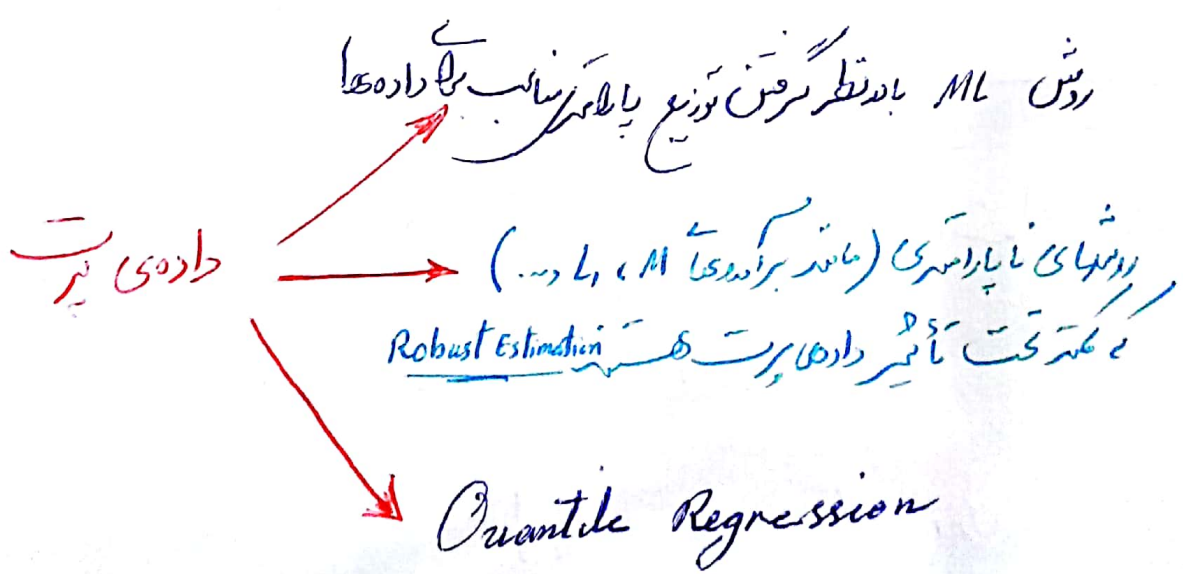 روش ML با در نظر گرفتن توزیع پارامتری مناسب برای داده‌ها
داده‌ی پرت
روشهای ناپارامتری (مانند برآوردهای M، L و ...)
که کمتر تحت تأثیر داده‌ی پرت هستند Robust Estimation
Quantile Regression